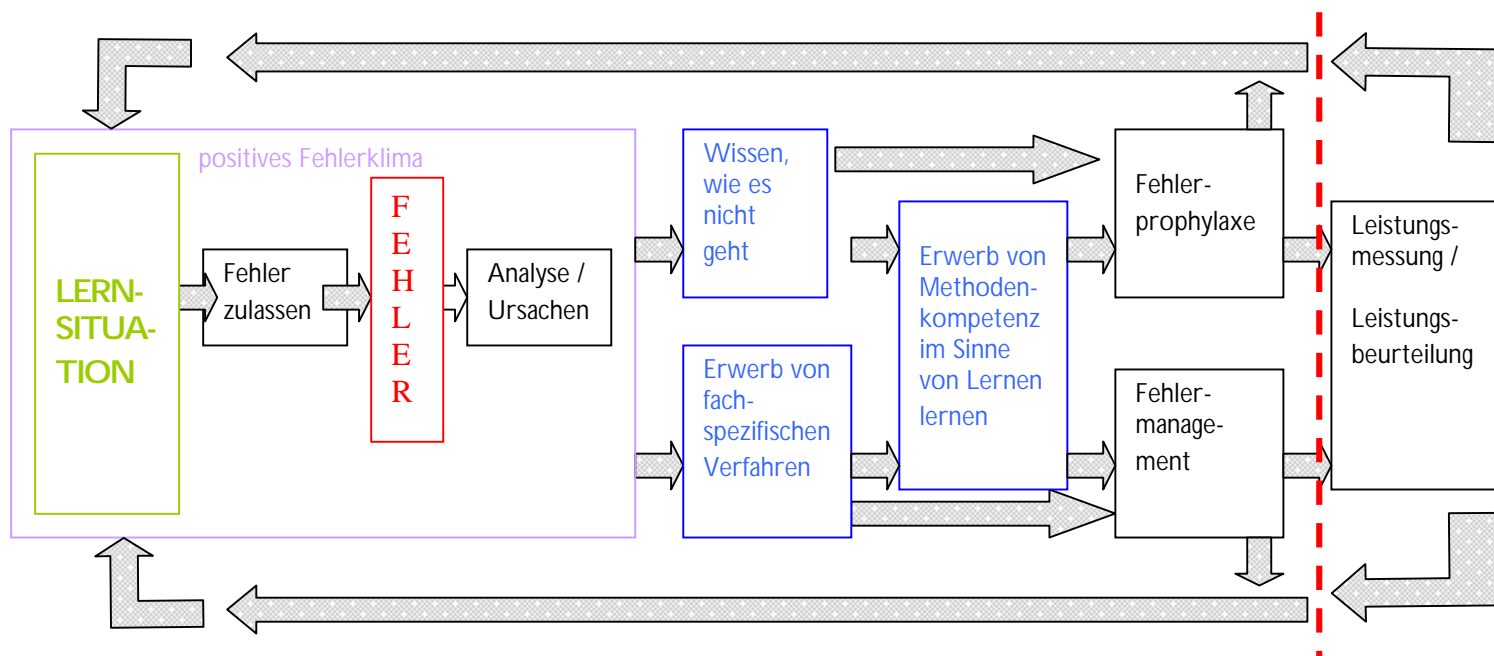 positives Fehlerklima
LERN-
SITUA-
TION
Fehler
zulassen
F
E
H
L
E
R
Analyse /
Ursachen
Wissen,
wie es
nicht
geht
Erwerb von
fach-
spezifischen
Verfahren
Erwerb von
Methoden-
kompetenz
im Sinne
von Lernen
lernen
Fehler-
prophylaxe
Fehler-
manage-
ment
Leistungs-
messung /
Leistungs-
beurteilung